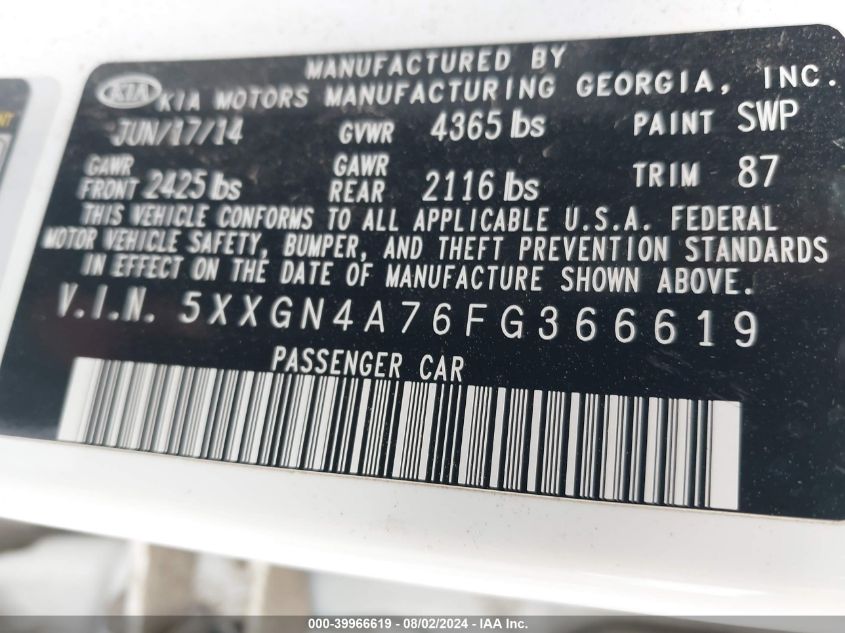 MANUFACTURED BY
KIA KIA MOTORS MANUFACTURING GEORGIA, INC.
JUN/17/14 GVWR 4365 lbs PAINT SWP
GAWR FRONT 2425 lbs GAWR REAR 2116 lbs TRIM 87
THIS VEHICLE CONFORMS TO ALL APPLICABLE U.S.A. FEDERAL
MOTOR VEHICLE SAFETY, BUMPER, AND THEFT PREVENTION STANDARDS
IN EFFECT ON THE DATE OF MANUFACTURE SHOWN ABOVE.
V.I.N. 5XXGN4A76FG366619
PASSENGER CAR
000-39966619 - 08/02/2024 - IAA Inc.